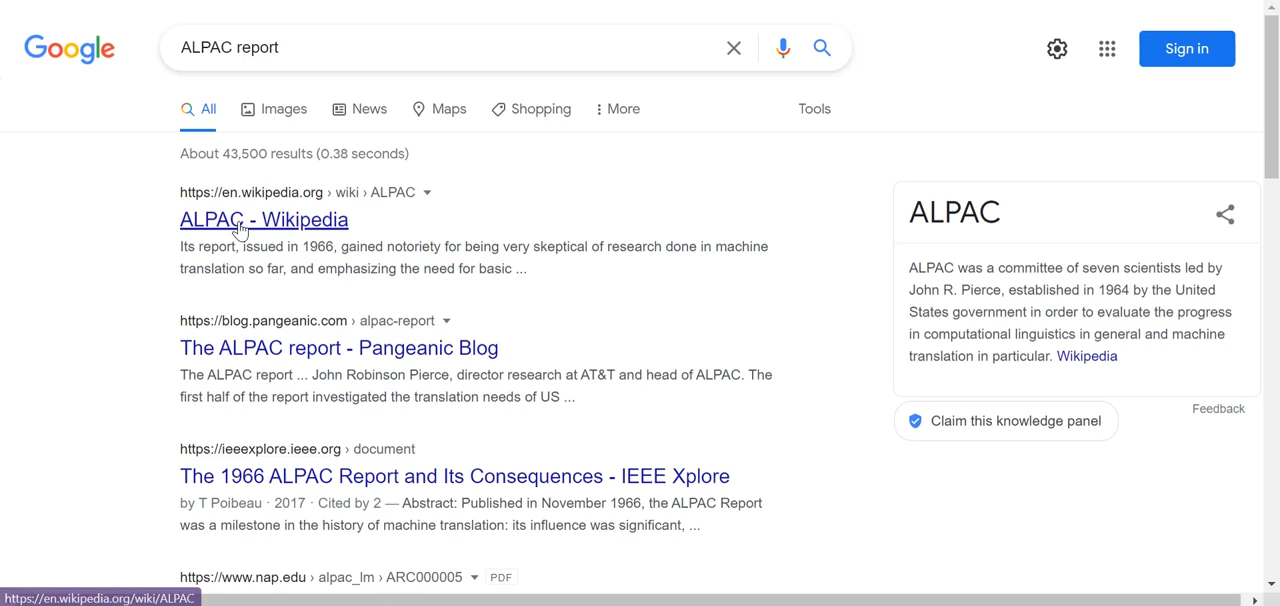 Google
ALPAC report
Sign in
All Images News Maps Shopping More Tools
About 43,500 results (0.38 seconds)
https://en.wikipedia.org › wiki › ALPAC
ALPAC - Wikipedia
Its report, issued in 1966, gained notoriety for being very skeptical of research done in machine
translation so far, and emphasizing the need for basic ...
https://blog.pangeanic.com › alpac-report
The ALPAC report - Pangeanic Blog
The ALPAC report ... John Robinson Pierce, director research at AT&T and head of ALPAC. The
first half of the report investigated the translation needs of US ...
https://ieeexplore.ieee.org › document
The 1966 ALPAC Report and Its Consequences - IEEE Xplore
by T Poibeau · 2017 · Cited by 2 — Abstract: Published in November 1966, the ALPAC Report
was a milestone in the history of machine translation: its influence was significant, ...
https://www.nap.edu › alpac_lm › ARC000005 PDF
ALPAC
ALPAC was a committee of seven scientists led by
John R. Pierce, established in 1964 by the United
States government in order to evaluate the progress
in computational linguistics in general and machine
translation in particular. Wikipedia
Feedback
Claim this knowledge panel
https://en.wikipedia.org/wiki/ALPAC